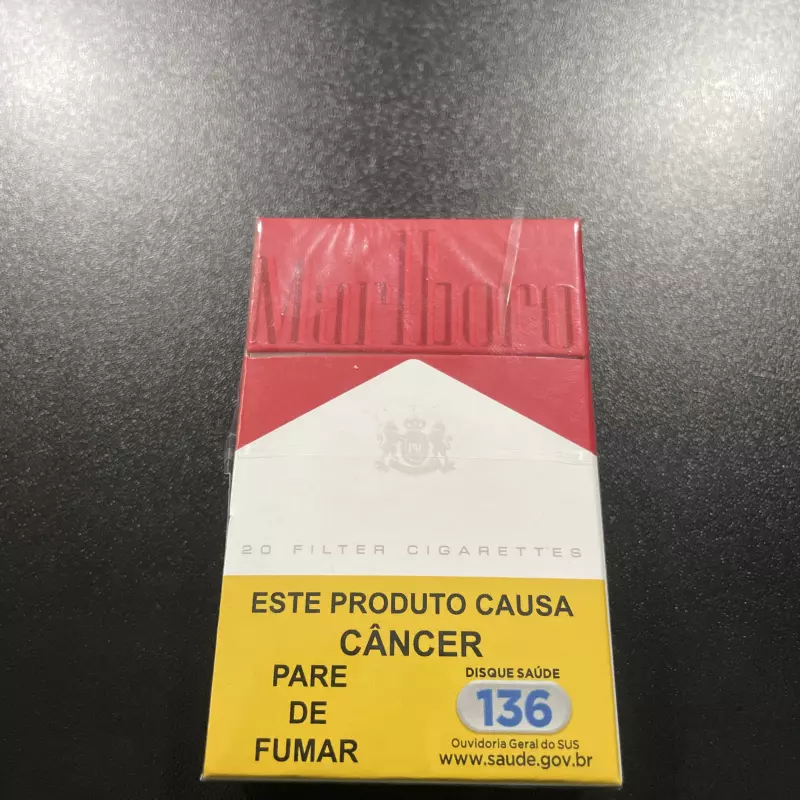 Marlboro
20 FILTER CIGARETTES
ESTE PRODUTO CAUSA
CÂNCER
PARE
DE
FUMAR
DISQUE SAÚDE
136
Ouvidoria Geral do SUS
www.saude.gov.br